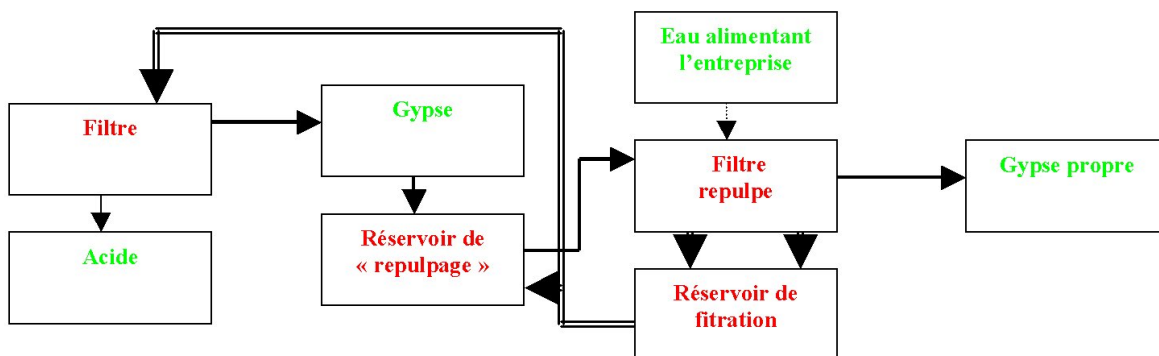 Eau alimentant
l'entreprise
Filtre
Gypse
Filtre
repulpe
Gypse propre
Acide
Réservoir de
« repulpage »
Réservoir de
fitration